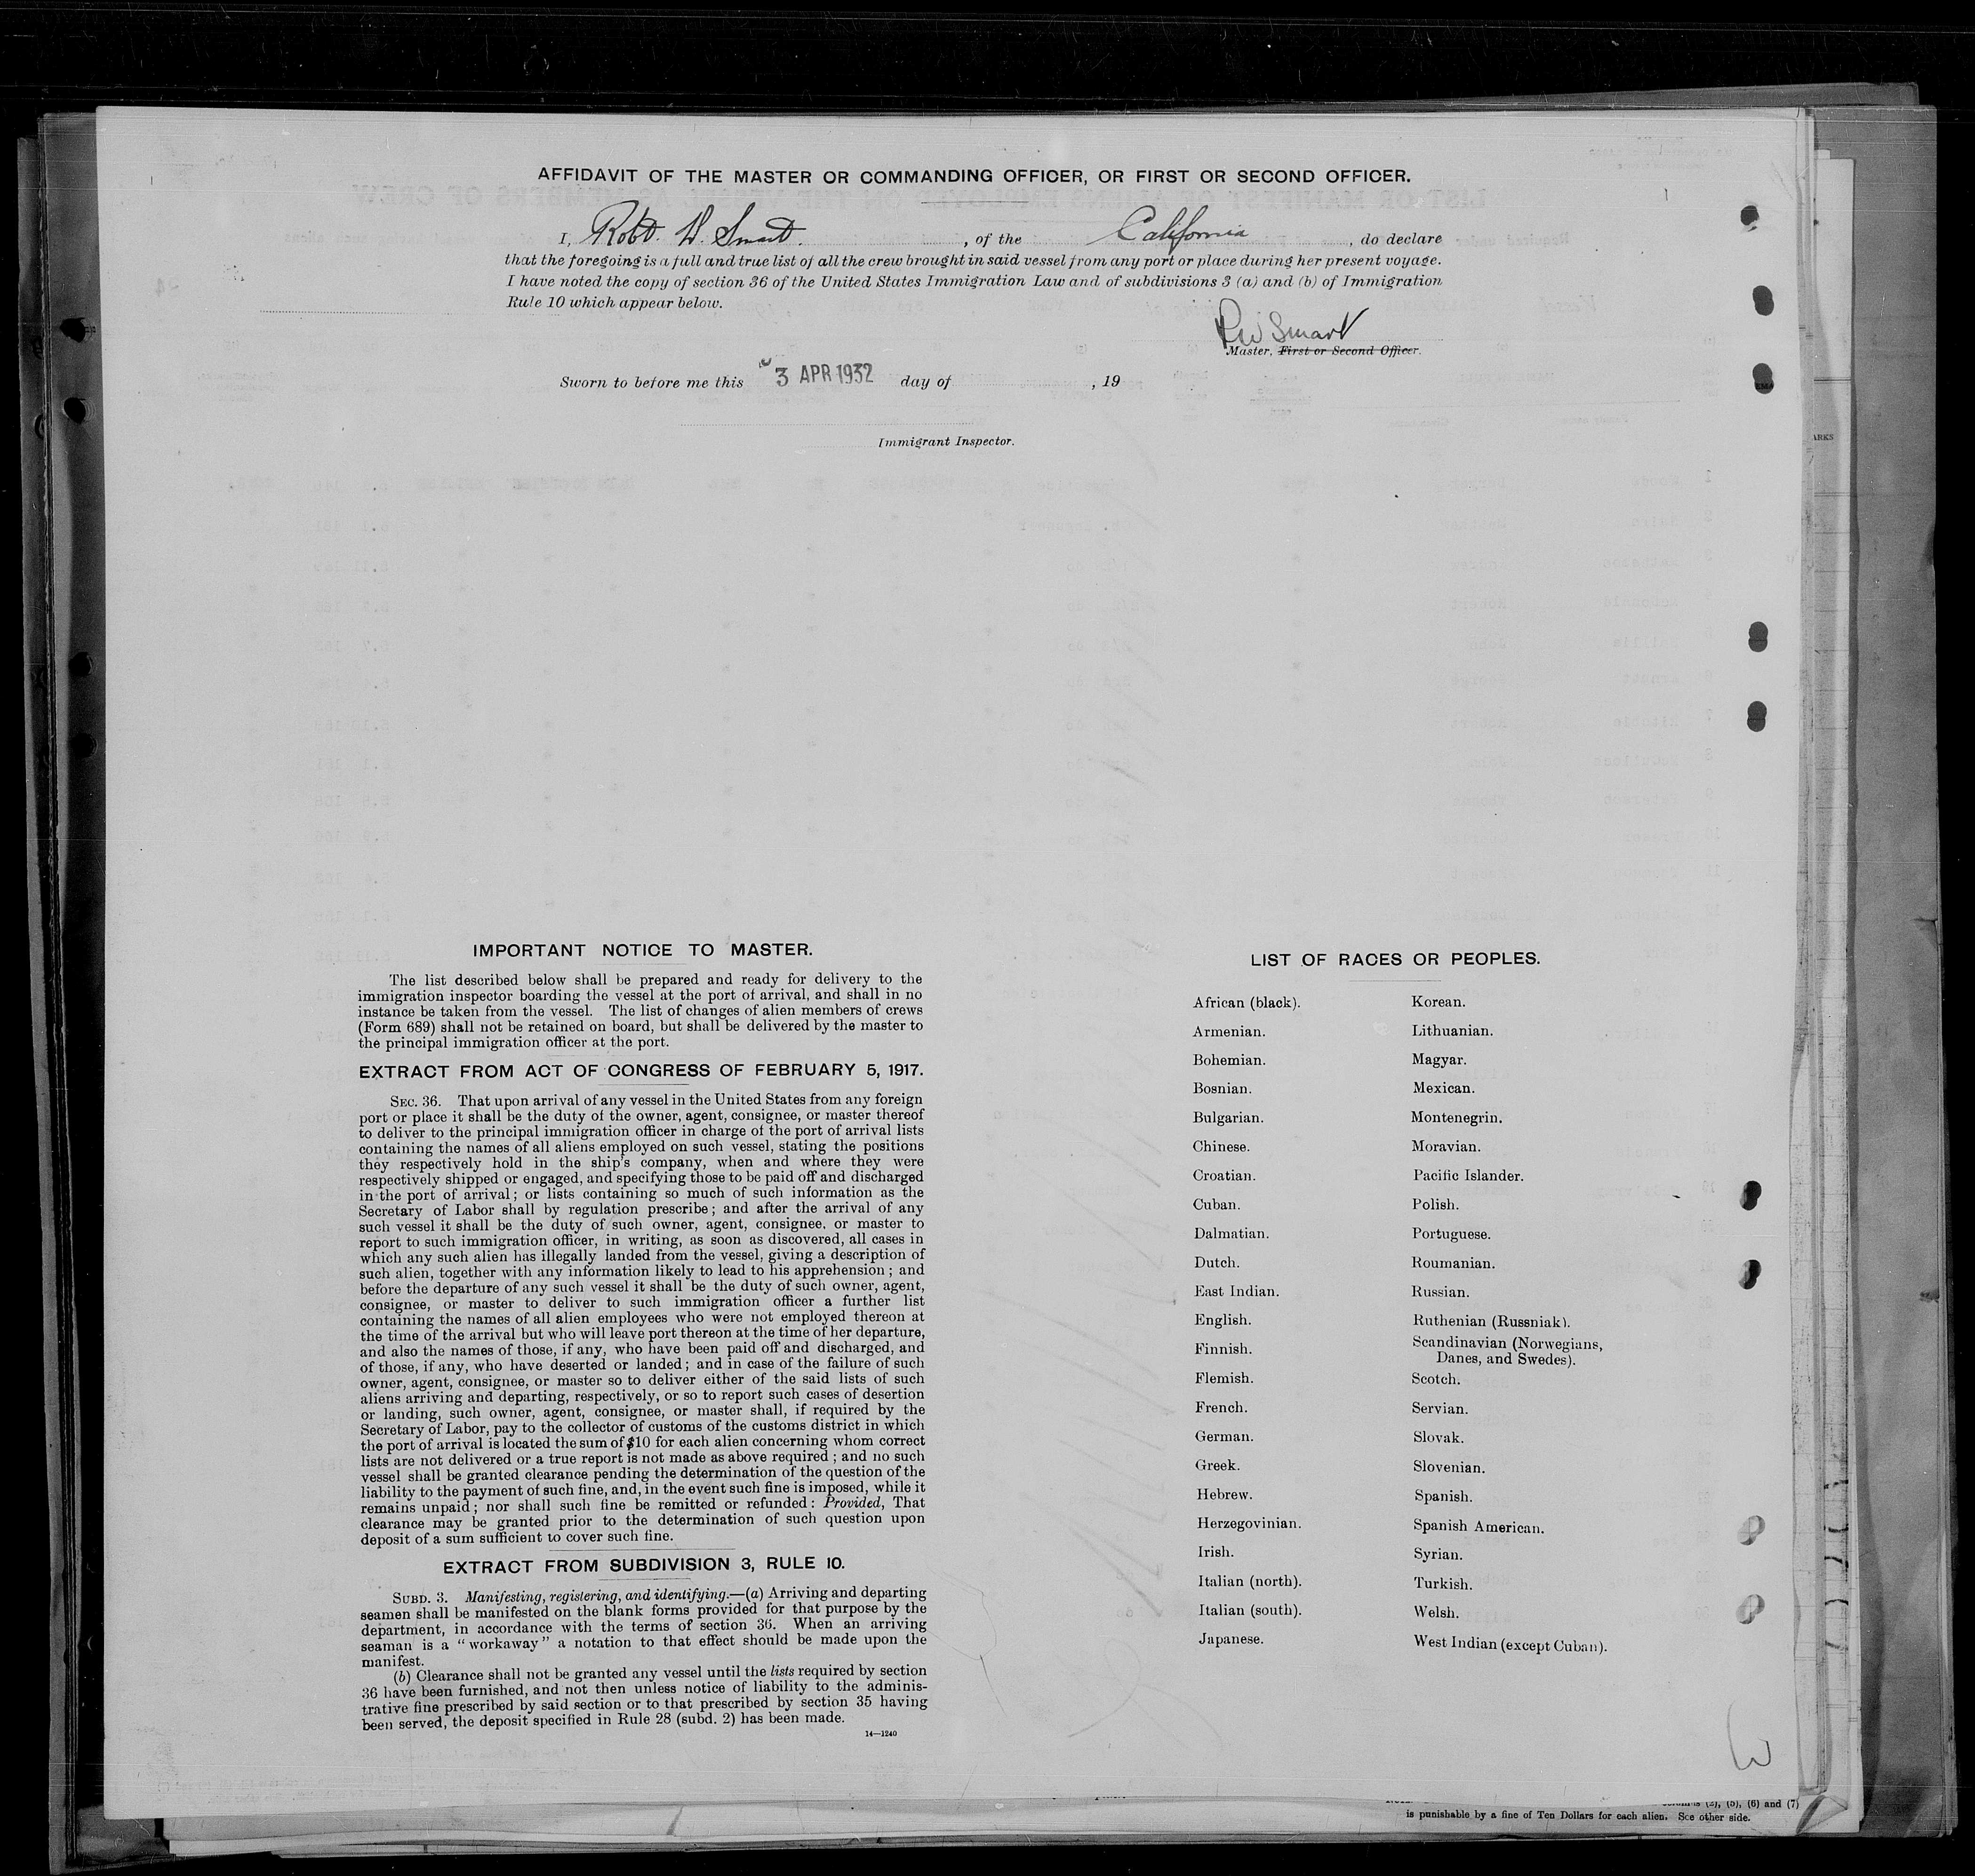 AFFIDAVIT OF THE MASTER OR COMMANDING OFFICER, OR FIRST OR SECOND OFFICER.
I, Robt. W. Smart. , of the California , do declare
that the foregoing is a full and true list of all the crew brought in said vessel from any port or place during her present voyage.
I have noted the copy of section 36 of the United States Immigration Law and of subdivisions 3 (a) and (b) of Immigration
Rule 10 which appear below.
RW Smart
Master, First or Second Officer.
Sworn to before me this 3 APR 1932 day of , 19
Immigrant Inspector.
IMPORTANT NOTICE TO MASTER.
The list described below shall be prepared and ready for delivery to the
immigration inspector boarding the vessel at the port of arrival, and shall in no
instance be taken from the vessel. The list of changes of alien members of crews
(Form 689) shall not be retained on board, but shall be delivered by the master to
the principal immigration officer at the port.
EXTRACT FROM ACT OF CONGRESS OF FEBRUARY 5, 1917.
SEC. 36. That upon arrival of any vessel in the United States from any foreign
port or place it shall be the duty of the owner, agent, consignee, or master thereof
to deliver to the principal immigration officer in charge of the port of arrival lists
containing the names of all aliens employed on such vessel, stating the positions
they respectively hold in the ship's company, when and where they were
respectively shipped or engaged, and specifying those to be paid off and discharged
in the port of arrival; or lists containing so much of such information as the
Secretary of Labor shall by regulation prescribe; and after the arrival of any
such vessel it shall be the duty of such owner, agent, consignee, or master to
report to such immigration officer, in writing, as soon as discovered, all cases in
which any such alien has illegally landed from the vessel, giving a description of
such alien, together with any information likely to lead to his apprehension; and
before the departure of any such vessel it shall be the duty of such owner, agent,
consignee, or master to deliver to such immigration officer a further list
containing the names of all alien employees who were not employed thereon at
the time of the arrival but who will leave port thereon at the time of her departure,
and also the names of those, if any, who have been paid off and discharged, and
of those, if any, who have deserted or landed; and in case of the failure of such
owner, agent, consignee, or master so to deliver either of the said lists of such
aliens arriving and departing, respectively, or so to report such cases of desertion
or landing, such owner, agent, consignee, or master shall, if required by the
Secretary of Labor, pay to the collector of customs of the customs district in which
the port of arrival is located the sum of $10 for each alien concerning whom correct
lists are not delivered or a true report is not made as above required; and no such
vessel shall be granted clearance pending the determination of the question of the
liability to the payment of such fine, and, in the event such fine is imposed, while it
remains unpaid; nor shall such fine be remitted or refunded: Provided, That
clearance may be granted prior to the determination of such question upon
deposit of a sum sufficient to cover such fine.
EXTRACT FROM SUBDIVISION 3, RULE 10.
SUBD. 3. Manifesting, registering, and identifying.—(a) Arriving and departing
seamen shall be manifested on the blank forms provided for that purpose by the
department, in accordance with the terms of section 36. When an arriving
seaman is a "workaway" a notation to that effect should be made upon the
manifest.
(b) Clearance shall not be granted any vessel until the lists required by section
36 have been furnished, and not then unless notice of liability to the adminis-
trative fine prescribed by said section or to that prescribed by section 35 having
been served, the deposit specified in Rule 28 (subd. 2) has been made.
14—1240
LIST OF RACES OR PEOPLES.
African (black).
Armenian.
Bohemian.
Bosnian.
Bulgarian.
Chinese.
Croatian.
Cuban.
Dalmatian.
Dutch.
East Indian.
English.
Finnish.
Flemish.
French.
German.
Greek.
Hebrew.
Herzegovinian.
Irish.
Italian (north).
Italian (south).
Japanese.
Korean.
Lithuanian.
Magyar.
Mexican.
Montenegrin.
Moravian.
Pacific Islander.
Polish.
Portuguese.
Roumanian.
Russian.
Ruthenian (Russniak).
Scandinavian (Norwegians,
Danes, and Swedes).
Scotch.
Servian.
Slovak.
Slovenian.
Spanish.
Spanish American.
Syrian.
Turkish.
Welsh.
West Indian (except Cuban).
(2), (5), (6) and (7)
is punishable by a fine of Ten Dollars for each alien. See other side.